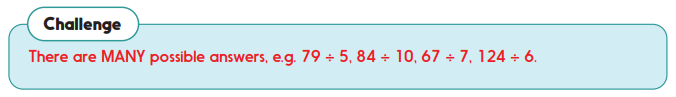 Challenge
There are MANY possible answers, e.g. 79 ÷ 5, 84 ÷ 10, 67 ÷ 7, 124 ÷ 6.